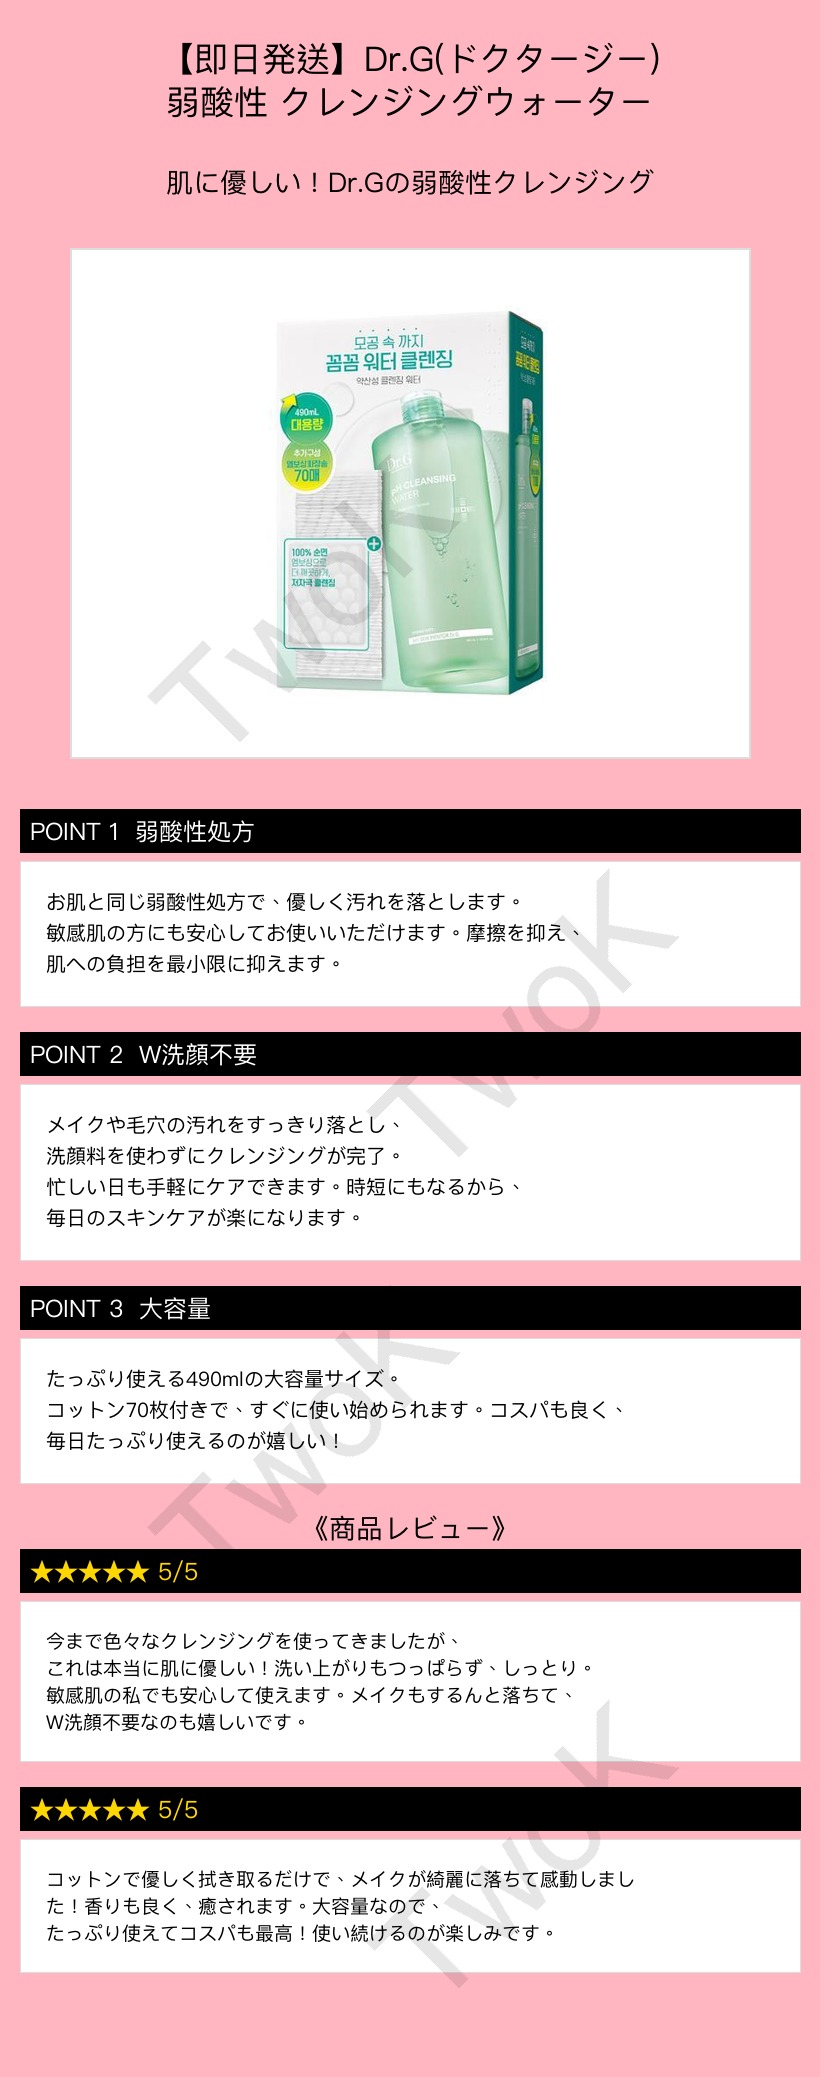 【即日発送】Dr.G(ドクタージー)
弱酸性 クレンジングウォーター
肌に優しい！Dr.Gの弱酸性クレンジング
모공 속 까지
꼼꼼 워터 클렌징
약산성 클렌징 워터
490mL
대용량
추가구성
엠보싱 화장솜
70매
100% 순면
엠보싱으로
더 깨끗하게,
저자극 클렌징
Dr.G
pH CLEANSING
WATER
TwoK
POINT 1 弱酸性処方
お肌と同じ弱酸性処方で、優しく汚れを落とします。
敏感肌の方にも安心してお使いいただけます。摩擦を抑え、
肌への負担を最小限に抑えます。
TwoK
POINT 2 W洗顔不要
メイクや毛穴の汚れをすっきり落とし、
洗顔料を使わずにクレンジングが完了。
忙しい日も手軽にケアできます。時短にもなるから、
毎日のスキンケアが楽になります。
POINT 3 大容量
たっぷり使える490mlの大容量サイズ。
コットン70枚付きで、すぐに使い始められます。コスパも良く、
毎日たっぷり使えるのが嬉しい！
TwoK
《商品レビュー》
★★★★★ 5/5
今まで色々なクレンジングを使ってきましたが、
これは本当に肌に優しい！洗い上がりもつっぱらず、しっとり。
敏感肌の私でも安心して使えます。メイクもするんと落ちて、
W洗顔不要なのも嬉しいです。
★★★★★ 5/5
コットンで優しく拭き取るだけで、メイクが綺麗に落ちて感動しまし
た！香りも良く、癒されます。大容量なので、
たっぷり使えてコスパも最高！使い続けるのが楽しみです。
TwoK